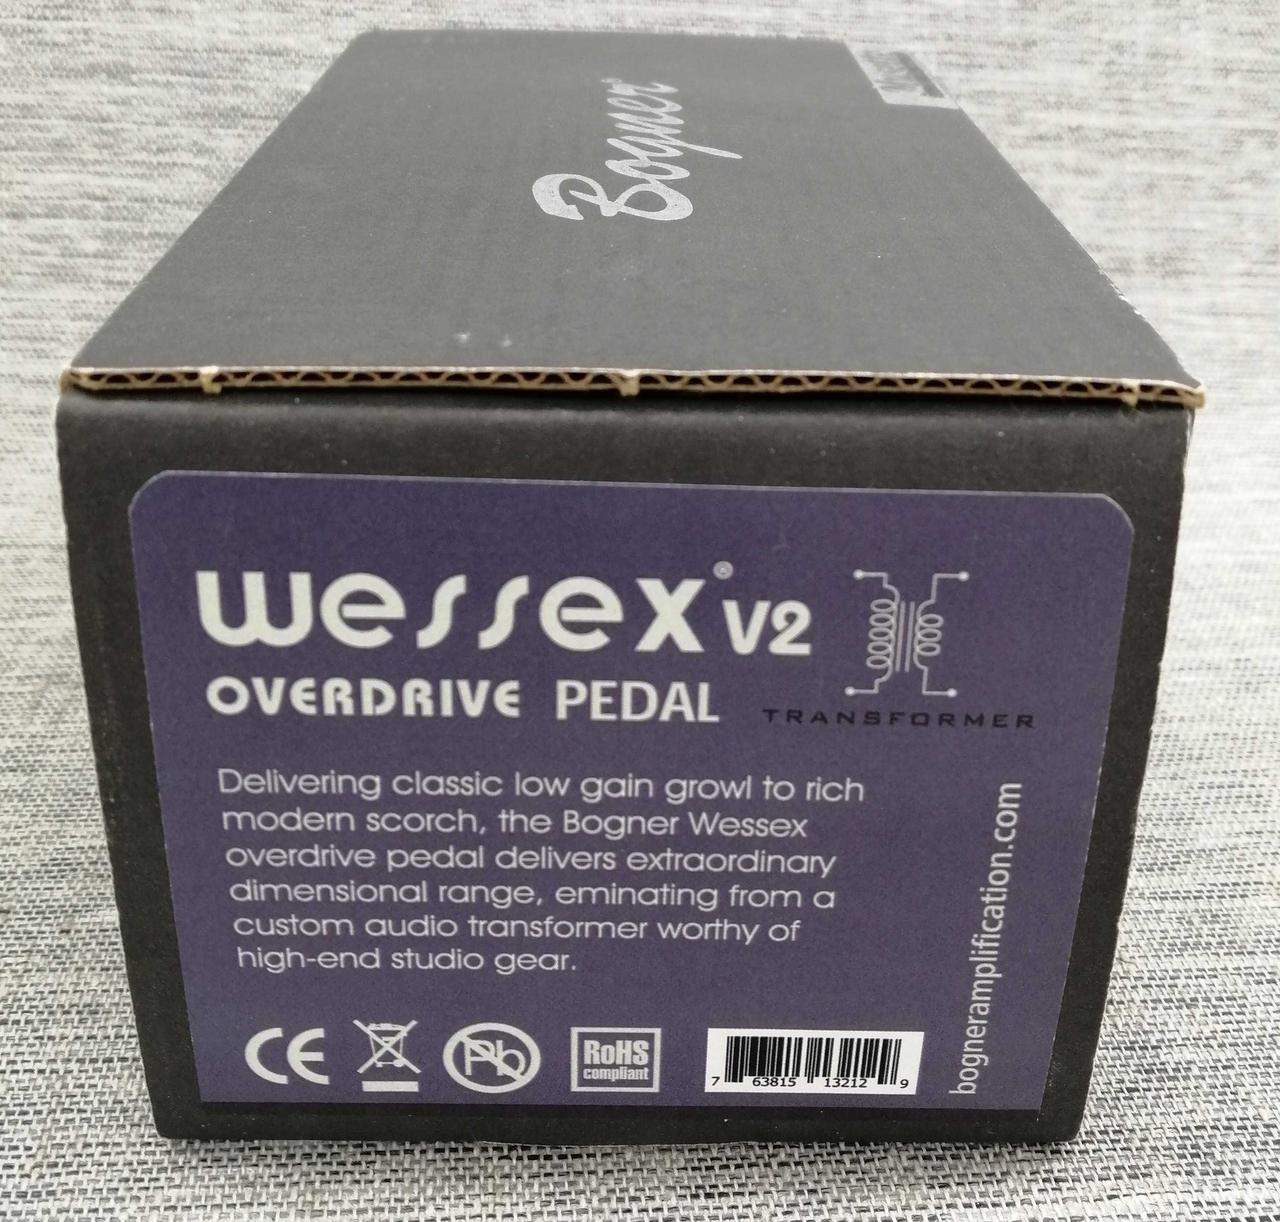 Bogner®
wessex® V2
OVERDRIVE PEDAL
TRANSFORMER
Delivering classic low gain growl to rich
modern scorch, the Bogner Wessex
overdrive pedal delivers extraordinary
dimensional range, eminating from a
custom audio transformer worthy of
high-end studio gear.
bogneramplification.com
CE
Pb
RoHS
compliant
7 63815 13212 9